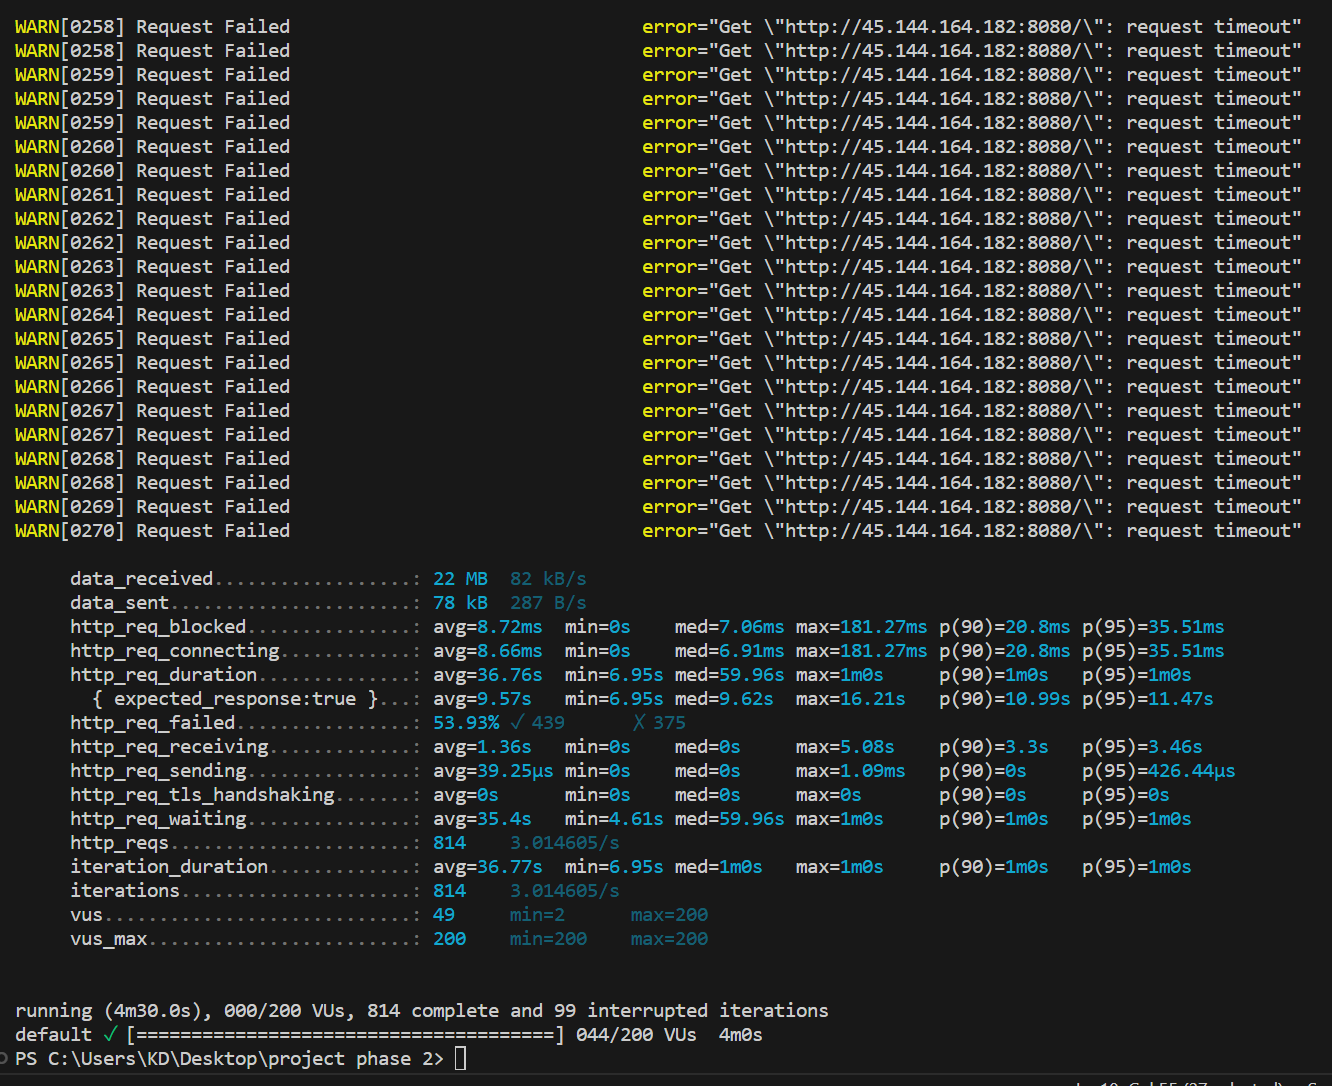 WARN[0258] Request Failed error="Get \"http://45.144.164.182:8080/\": request timeout"
WARN[0258] Request Failed error="Get \"http://45.144.164.182:8080/\": request timeout"
WARN[0259] Request Failed error="Get \"http://45.144.164.182:8080/\": request timeout"
WARN[0259] Request Failed error="Get \"http://45.144.164.182:8080/\": request timeout"
WARN[0259] Request Failed error="Get \"http://45.144.164.182:8080/\": request timeout"
WARN[0260] Request Failed error="Get \"http://45.144.164.182:8080/\": request timeout"
WARN[0260] Request Failed error="Get \"http://45.144.164.182:8080/\": request timeout"
WARN[0261] Request Failed error="Get \"http://45.144.164.182:8080/\": request timeout"
WARN[0262] Request Failed error="Get \"http://45.144.164.182:8080/\": request timeout"
WARN[0262] Request Failed error="Get \"http://45.144.164.182:8080/\": request timeout"
WARN[0263] Request Failed error="Get \"http://45.144.164.182:8080/\": request timeout"
WARN[0263] Request Failed error="Get \"http://45.144.164.182:8080/\": request timeout"
WARN[0264] Request Failed error="Get \"http://45.144.164.182:8080/\": request timeout"
WARN[0265] Request Failed error="Get \"http://45.144.164.182:8080/\": request timeout"
WARN[0265] Request Failed error="Get \"http://45.144.164.182:8080/\": request timeout"
WARN[0266] Request Failed error="Get \"http://45.144.164.182:8080/\": request timeout"
WARN[0267] Request Failed error="Get \"http://45.144.164.182:8080/\": request timeout"
WARN[0267] Request Failed error="Get \"http://45.144.164.182:8080/\": request timeout"
WARN[0268] Request Failed error="Get \"http://45.144.164.182:8080/\": request timeout"
WARN[0268] Request Failed error="Get \"http://45.144.164.182:8080/\": request timeout"
WARN[0269] Request Failed error="Get \"http://45.144.164.182:8080/\": request timeout"
WARN[0270] Request Failed error="Get \"http://45.144.164.182:8080/\": request timeout"
data_received..................: 22 MB 82 kB/s
data_sent......................: 78 kB 287 B/s
http_req_blocked...............: avg=8.72ms min=0s med=7.06ms max=181.27ms p(90)=20.8ms p(95)=35.51ms
http_req_connecting............: avg=8.66ms min=0s med=6.91ms max=181.27ms p(90)=20.8ms p(95)=35.51ms
http_req_duration..............: avg=36.76s min=6.95s med=59.96s max=1m0s p(90)=1m0s p(95)=1m0s
{ expected_response:true }...: avg=9.57s min=6.95s med=9.62s max=16.21s p(90)=10.99s p(95)=11.47s
http_req_failed................: 53.93% ✓ 439 ✗ 375
http_req_receiving.............: avg=1.36s min=0s med=0s max=5.08s p(90)=3.3s p(95)=3.46s
http_req_sending...............: avg=39.25µs min=0s med=0s max=1.09ms p(90)=0s p(95)=426.44µs
http_req_tls_handshaking.......: avg=0s min=0s med=0s max=0s p(90)=0s p(95)=0s
http_req_waiting...............: avg=35.4s min=4.61s med=59.96s max=1m0s p(90)=1m0s p(95)=1m0s
http_reqs......................: 814 3.014605/s
iteration_duration.............: avg=36.77s min=6.95s med=1m0s max=1m0s p(90)=1m0s p(95)=1m0s
iterations.....................: 814 3.014605/s
vus............................: 49 min=2 max=200
vus_max........................: 200 min=200 max=200
running (4m30.0s), 000/200 VUs, 814 complete and 99 interrupted iterations
default ✓ [======================================] 044/200 VUs 4m0s
PS C:\Users\KD\Desktop\project phase 2>